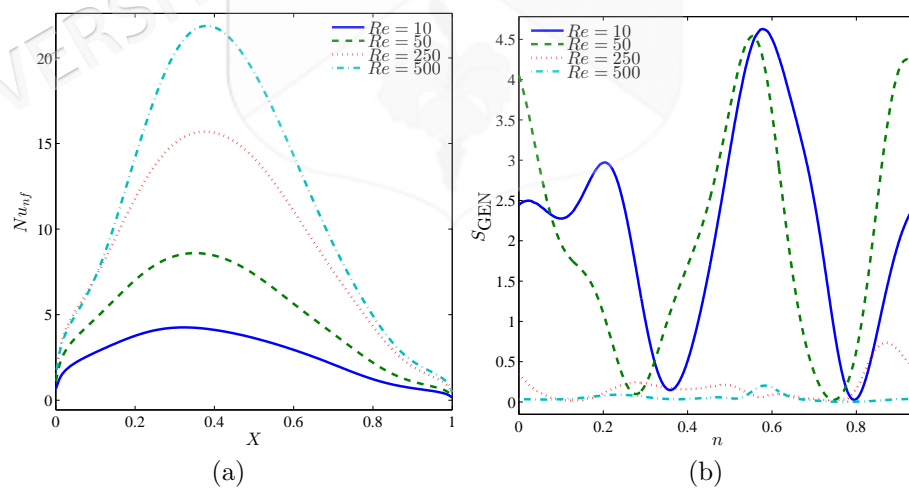 VERSI
Re = 10
Re = 50
Re = 250
Re = 500
20
15
10
5
0
Nu_nf
0 0.2 0.4 0.6 0.8 1
X
(a)
Re = 10
Re = 50
Re = 250
Re = 500
4.5
4
3.5
3
2.5
2
1.5
1
0.5
0
S_GEN
0 0.2 0.4 0.6 0.8
n
(b)